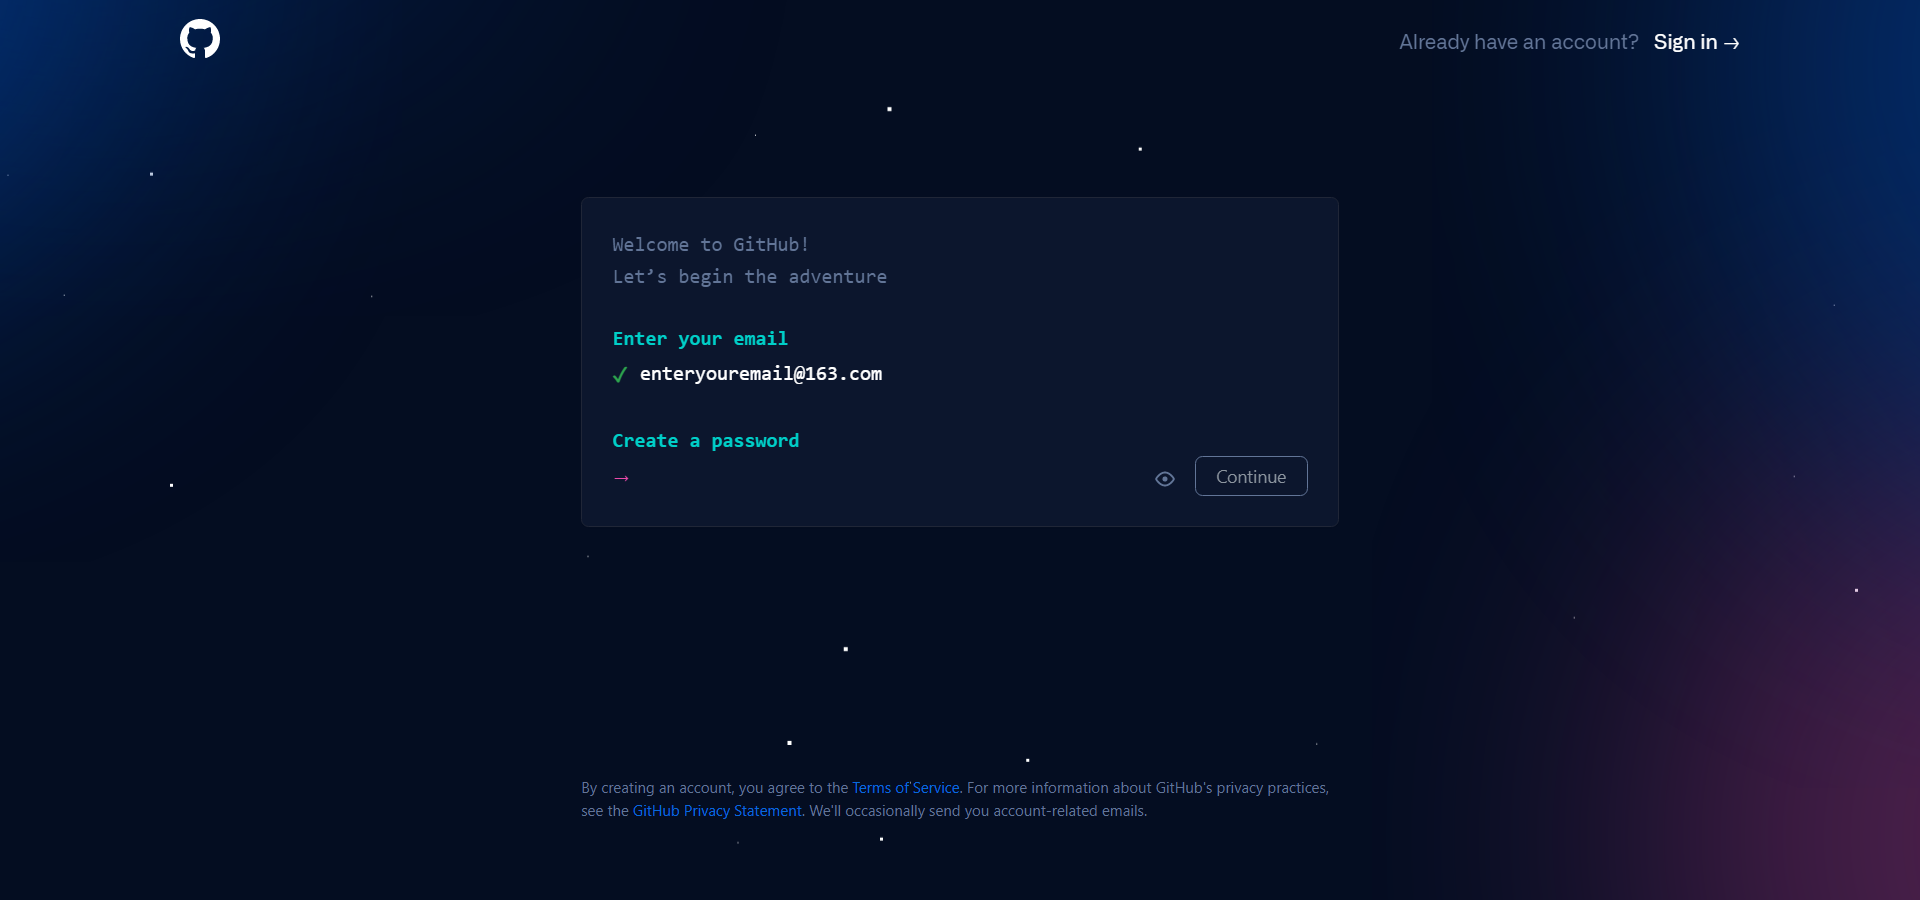 Already have an account? Sign in →
Welcome to GitHub!
Let’s begin the adventure
Enter your email
✓ enteryouremail@163.com
Create a password
→ Continue
By creating an account, you agree to the Terms of Service. For more information about GitHub's privacy practices,
see the GitHub Privacy Statement. We'll occasionally send you account-related emails.